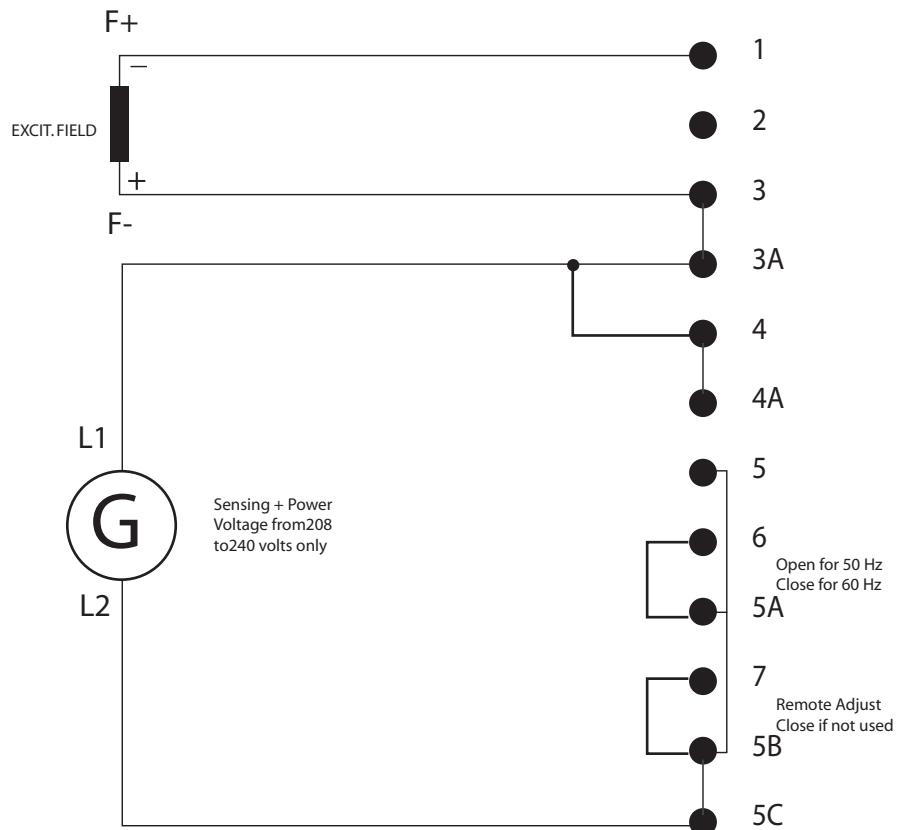 F+
1
–
2
EXCIT. FIELD
+
3
F-
3A
4
4A
L1
5
G
Sensing + Power
Voltage from208
to240 volts only
6
Open for 50 Hz
Close for 60 Hz
L2
5A
7
Remote Adjust
Close if not used
5B
5C